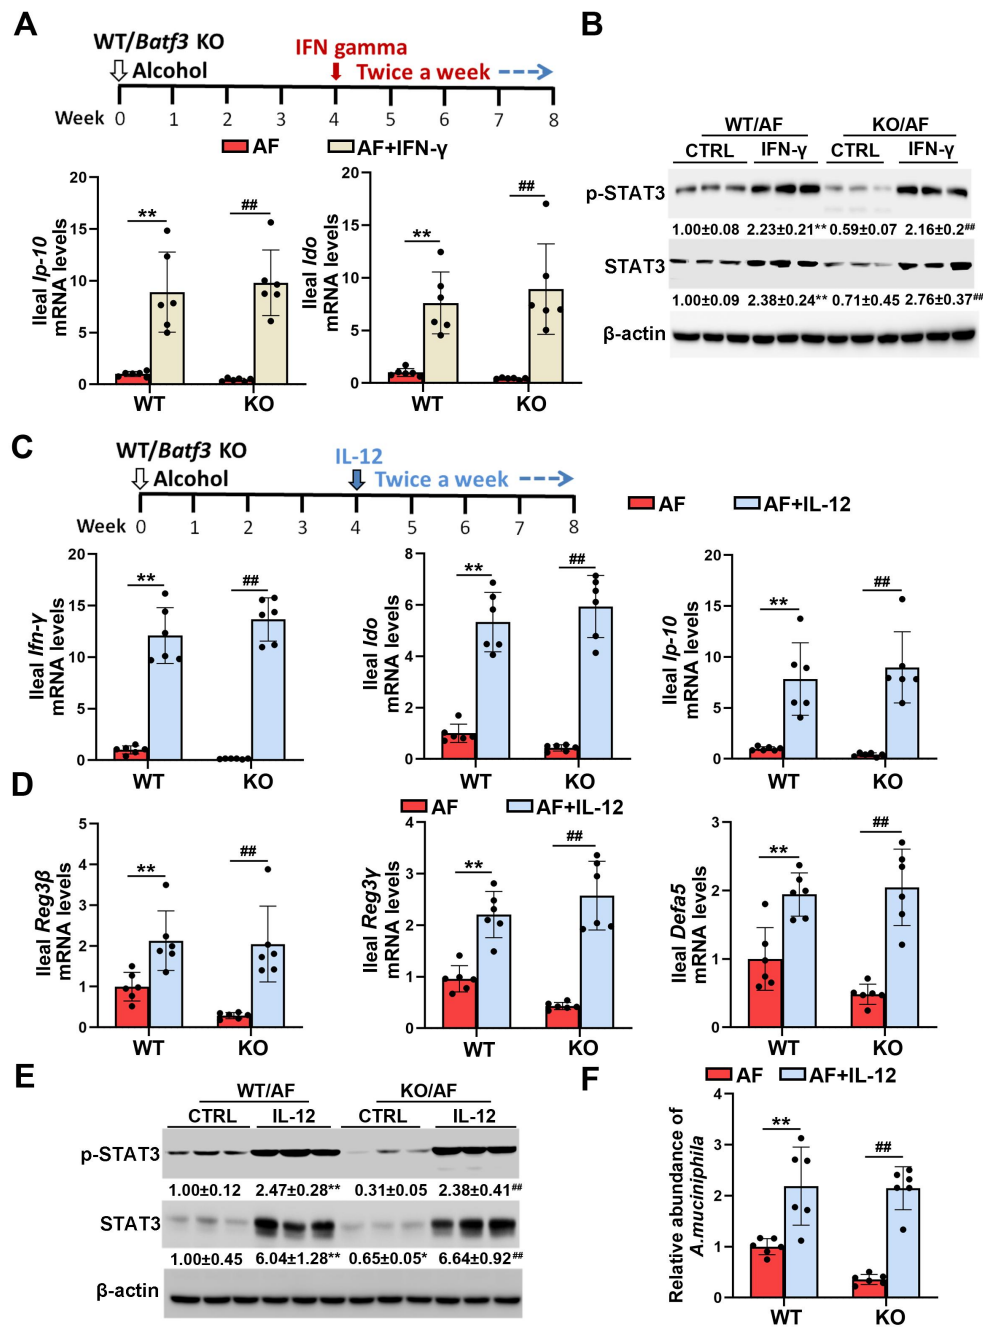 A
WT/Batf3 KO
IFN gamma
Alcohol
Twice a week
Week 0 1 2 3 4 5 6 7 8
AF
AF+IFN-γ
Ileal Ip-10
mRNA levels
20
15
10
5
0
**
##
WT KO
Ileal Ido
mRNA levels
20
15
10
5
0
**
##
WT KO
B
WT/AF KO/AF
CTRL IFN-γ CTRL IFN-γ
p-STAT3
1.00±0.08 2.23±0.21** 0.59±0.07 2.16±0.2##
STAT3
1.00±0.09 2.38±0.24** 0.71±0.45 2.76±0.37##
β-actin
C
WT/Batf3 KO
IL-12
Alcohol
Twice a week
Week 0 1 2 3 4 5 6 7 8
AF
AF+IL-12
Ileal Ifn-γ
mRNA levels
20
15
10
5
0
**
##
WT KO
Ileal Ido
mRNA levels
8
6
4
2
0
**
##
WT KO
Ileal Ip-10
mRNA levels
20
15
10
5
0
**
##
WT KO
D
AF
AF+IL-12
Ileal Reg3β
mRNA levels
5
4
3
2
1
0
**
##
WT KO
Ileal Reg3γ
mRNA levels
4
3
2
1
0
**
##
WT KO
Ileal Defa5
mRNA levels
3
2
1
0
**
##
WT KO
E
WT/AF KO/AF
CTRL IL-12 CTRL IL-12
p-STAT3
1.00±0.12 2.47±0.28** 0.31±0.05 2.38±0.41##
STAT3
1.00±0.45 6.04±1.28** 0.65±0.05* 6.64±0.92##
β-actin
F
AF
AF+IL-12
Relative abundance of
A.muciniphila
4
3
2
1
0
**
##
WT KO